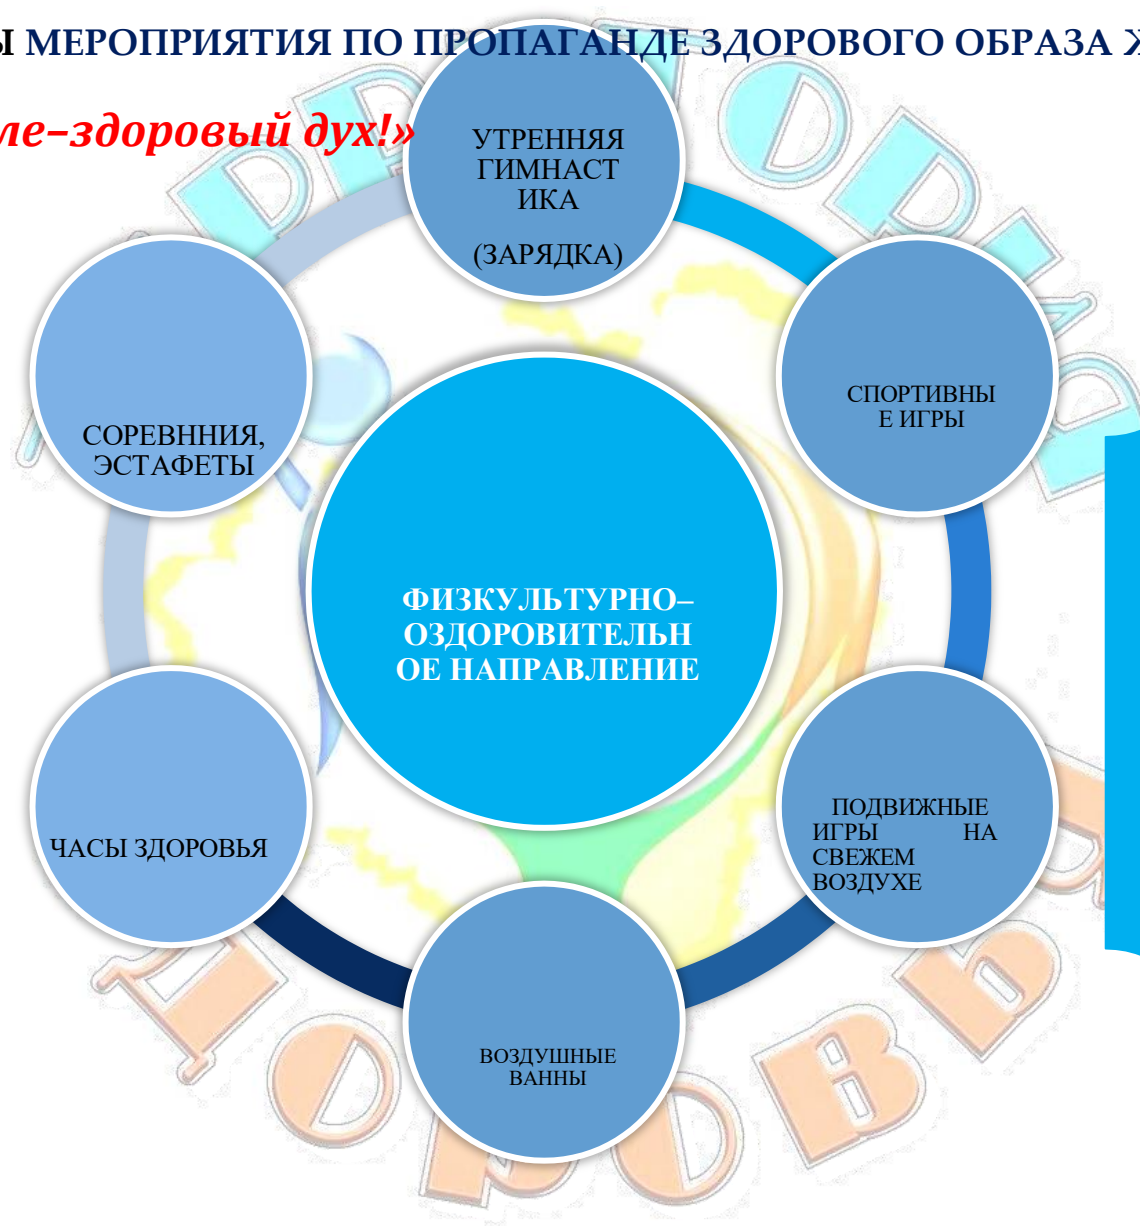 МЕРОПРИЯТИЯ ПО ПРОПАГАНДЕ ЗДОРОВОГО ОБРАЗА
здоровый дух!»
УТРЕННЯЯ
ГИМНАСТ
ИКА
(ЗАРЯДКА)
СПОРТИВНЫ
Е ИГРЫ
СОРЕВННИЯ,
ЭСТАФЕТЫ
ФИЗКУЛЬТУРНО–
ОЗДОРОВИТЕЛЬН
ОЕ НАПРАВЛЕНИЕ
ПОДВИЖНЫЕ
ИГРЫ НА
СВЕЖЕМ
ВОЗДУХЕ
ЧАСЫ ЗДОРОВЬЯ
ВОЗДУШНЫЕ
ВАННЫ